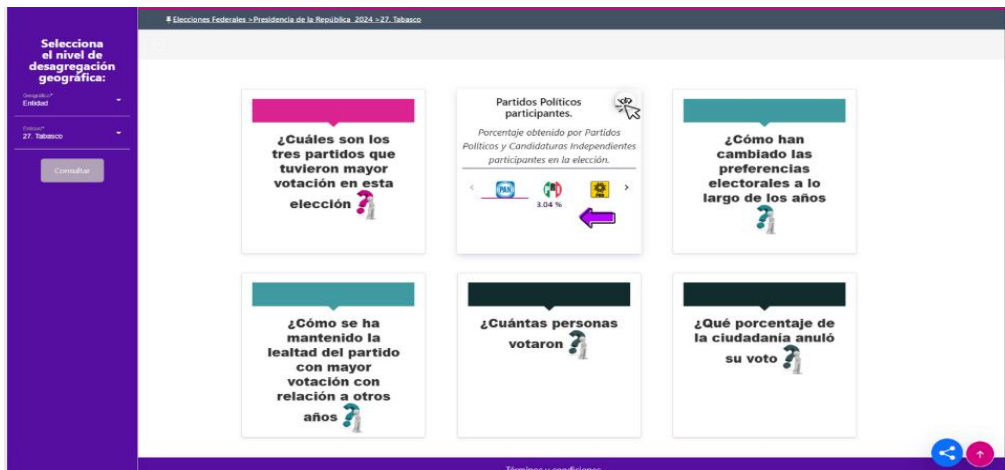 Elecciones Federales >Presidencia de la República 2024 >27. Tabasco
Selecciona
el nivel de
desagregación
geográfica:
Geográfico*
Entidad
27. Tabasco
Consultar
¿Cuáles son los
tres partidos que
tuvieron mayor
votación en esta
elección ?
Partidos Políticos
participantes.
Porcentaje obtenido por Partidos
Políticos y Candidaturas Independientes
participantes en la elección.
‹ PAN PRI PRD ›
3.04 %
¿Cómo han
cambiado las
preferencias
electorales a lo
largo de los años
?
¿Cómo se ha
mantenido la
lealtad del partido
con mayor
votación con
relación a otros
años ?
¿Cuántas personas
votaron ?
¿Qué porcentaje de
la ciudadanía anuló
su voto ?
Términos y condiciones